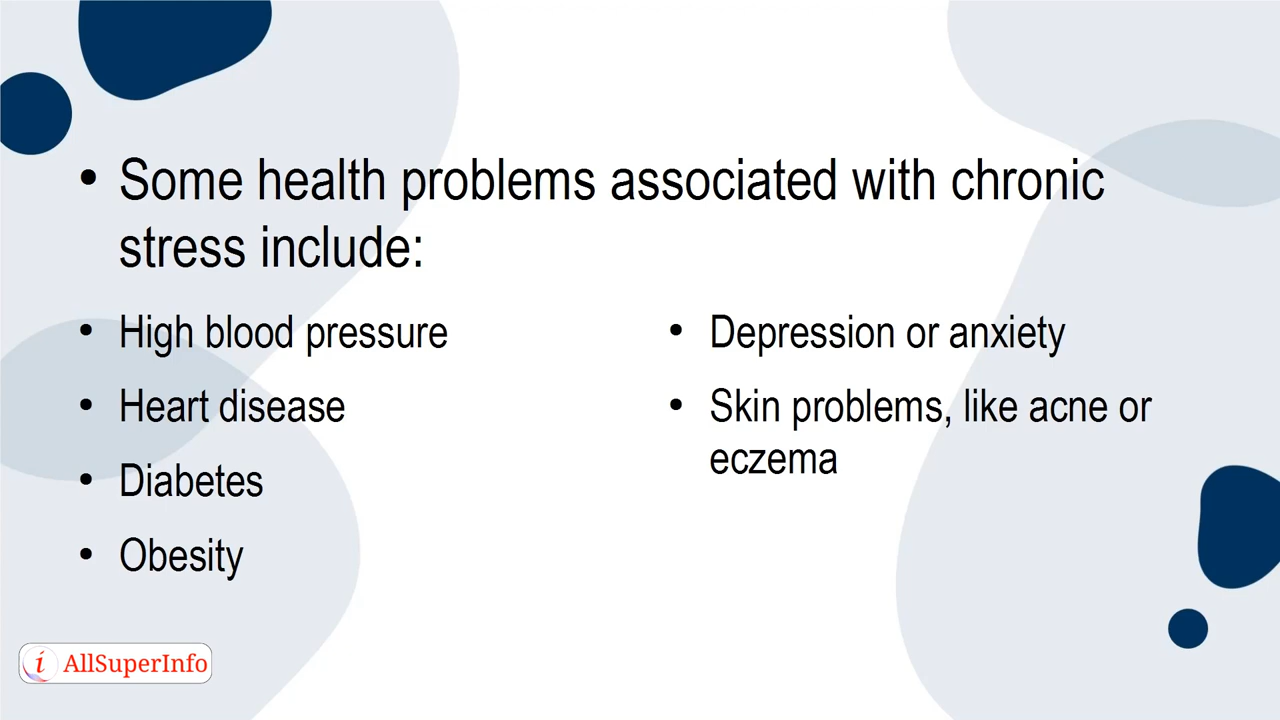 • Some health problems associated with chronic
stress include:
• High blood pressure
• Heart disease
• Diabetes
• Obesity
• Depression or anxiety
• Skin problems, like acne or
eczema
i AllSuperInfo